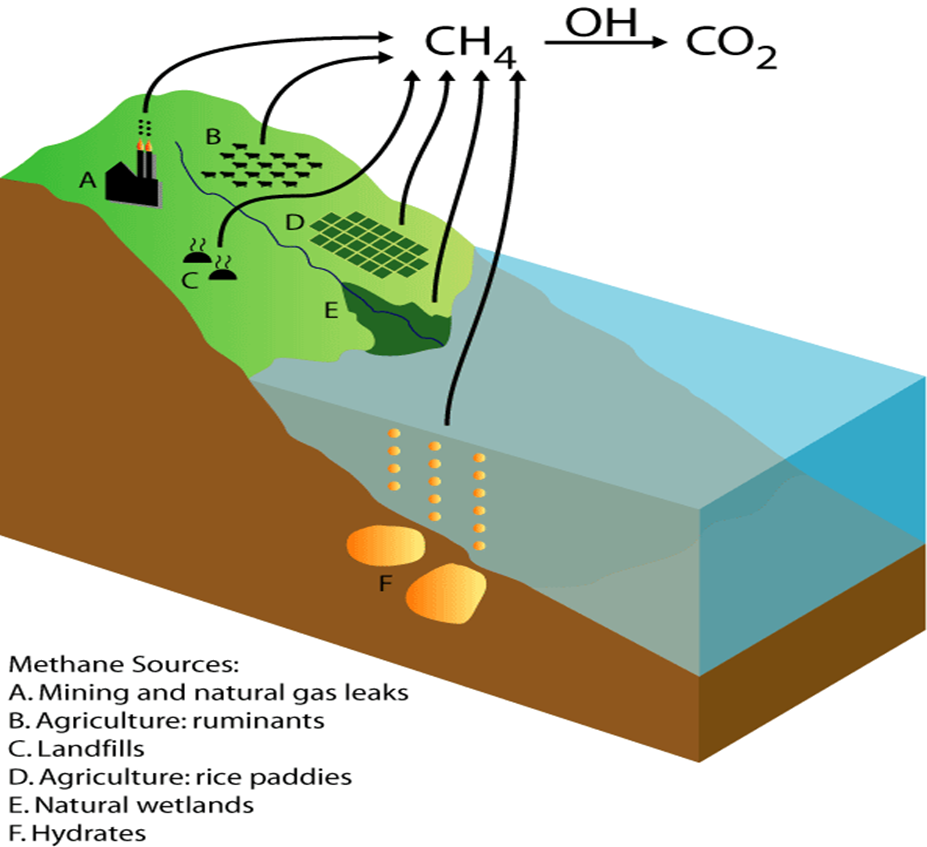 CH₄ OH CO₂
B
A
D
C
E
F
Methane Sources:
A. Mining and natural gas leaks
B. Agriculture: ruminants
C. Landfills
D. Agriculture: rice paddies
E. Natural wetlands
F. Hydrates